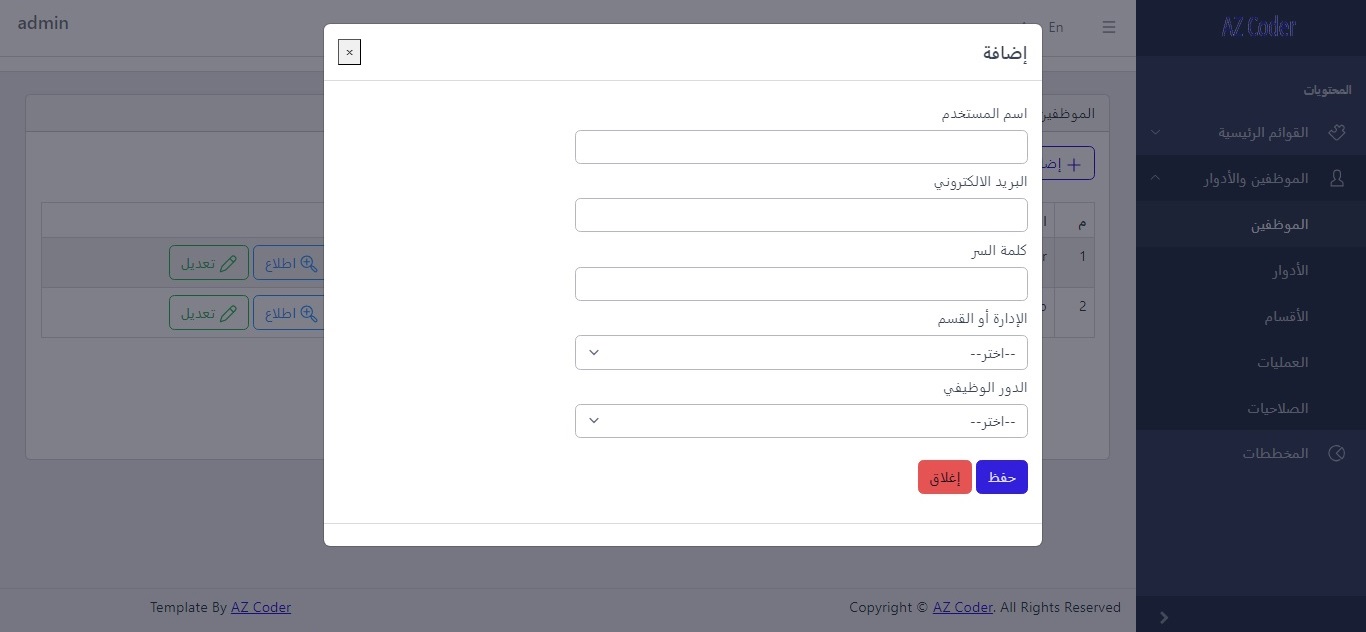 admin
En
AZ Coder
إضافة
×
اسم المستخدم
البريد الالكتروني
كلمة السر
الإدارة أو القسم
--اختر--
الدور الوظيفي
--اختر--
حفظ
إغلاق
المحتويات
القوائم الرئيسية
الموظفين والأدوار
الموظفين
الأدوار
الأقسام
العمليات
الصلاحيات
المخططات
م
1
اطلاع
تعديل
2
اطلاع
تعديل
Template By AZ Coder
Copyright © AZ Coder. All Rights Reserved